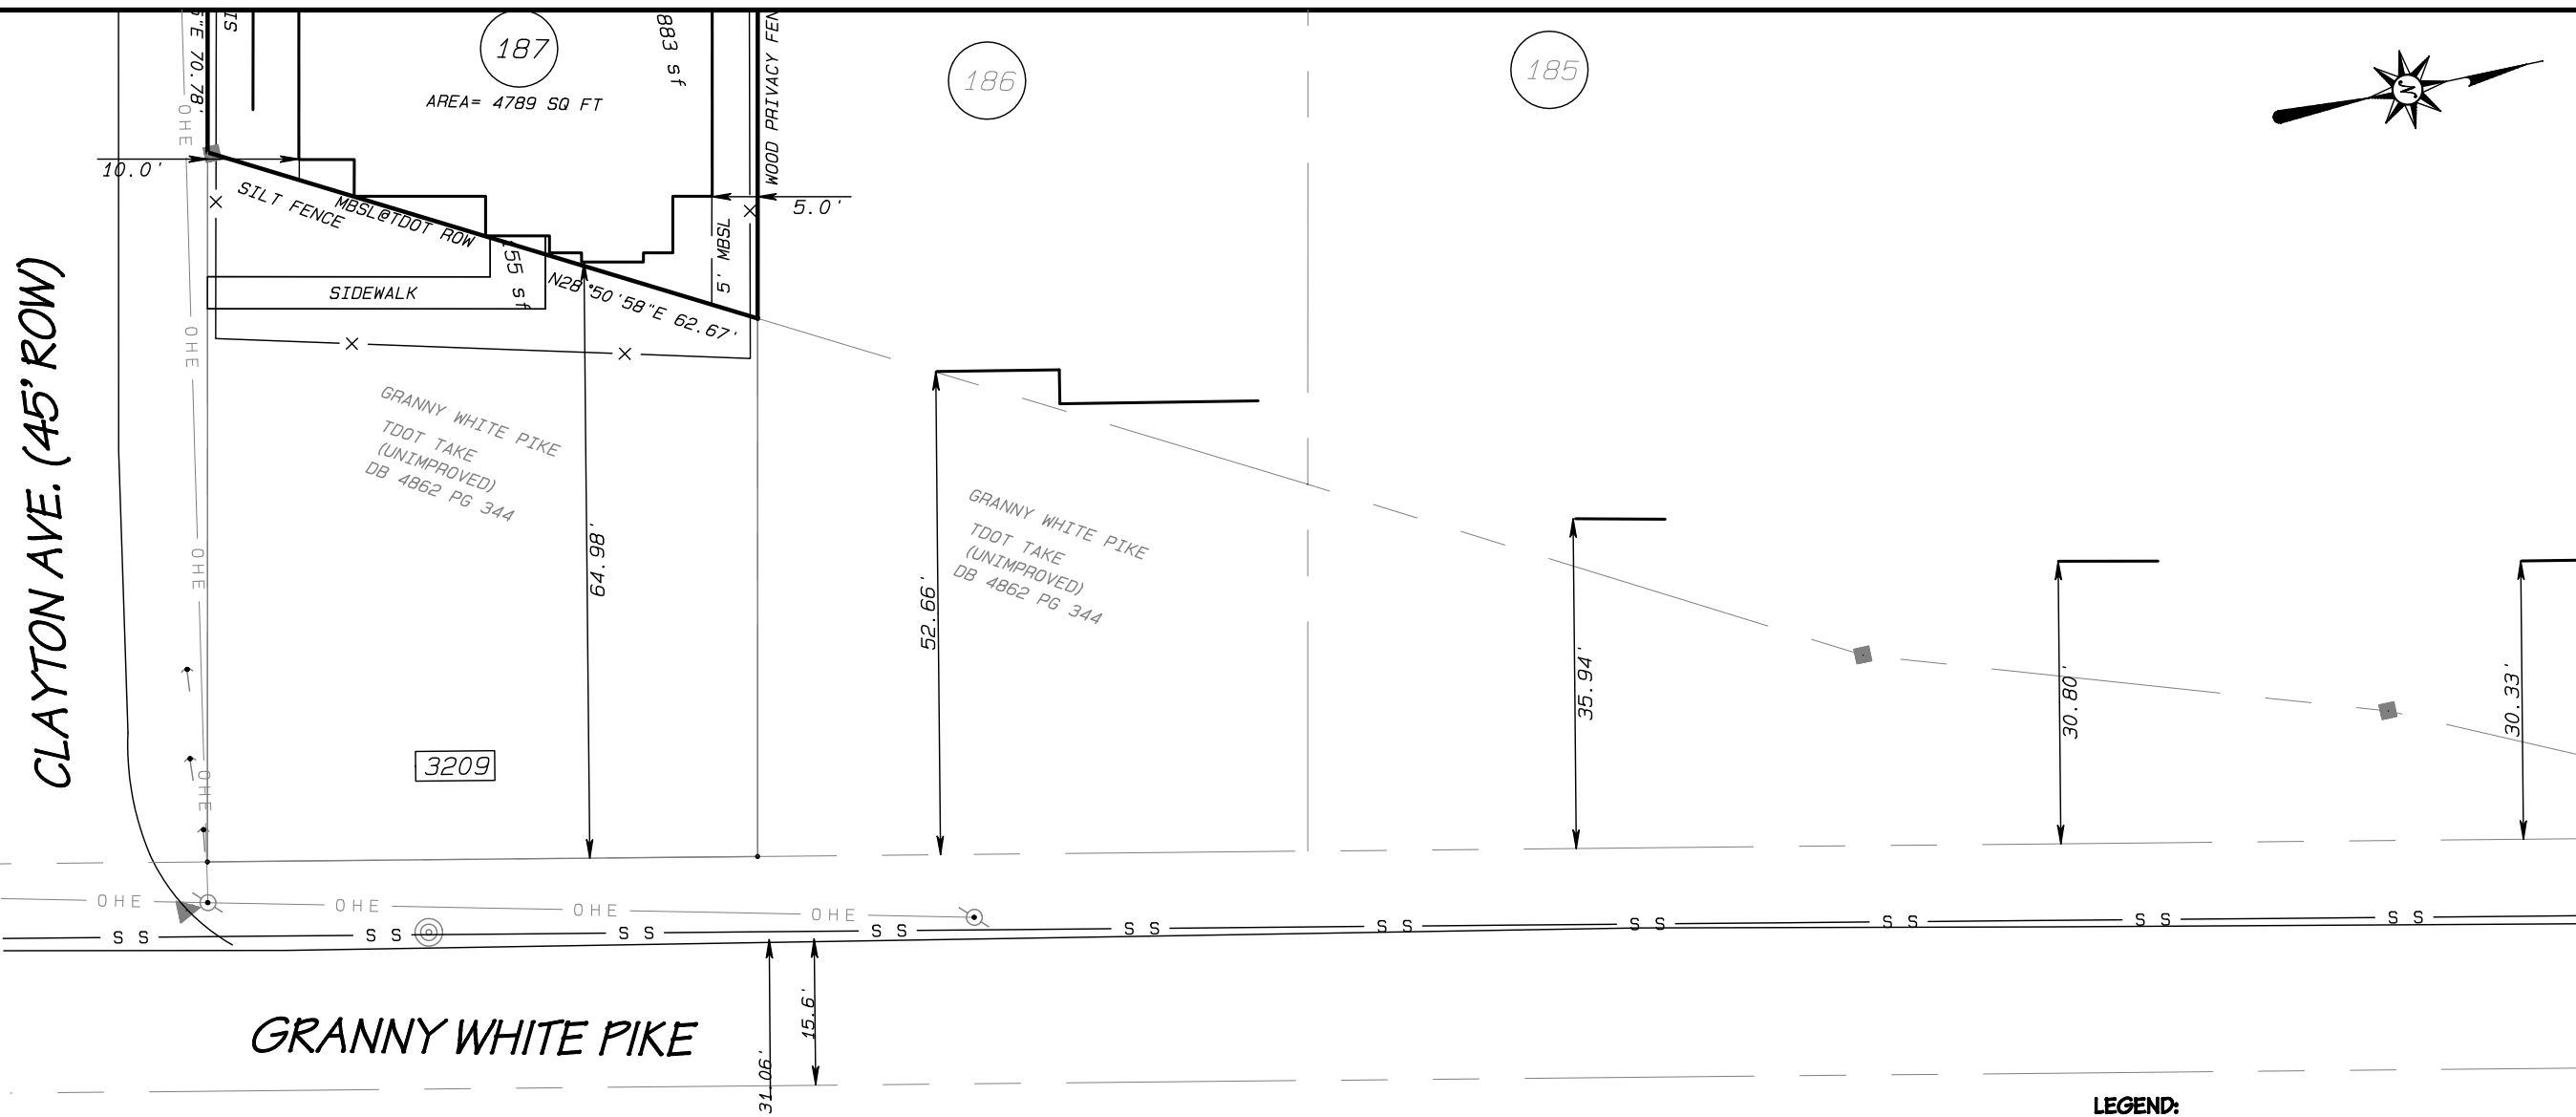 5"E 70.78'
SIS
187
AREA= 4789 SQ FT
883 sf
WOOD PRIVACY FEN
186
185
N
OHE
10.0'
5.0'
SILT FENCE
MBSL@TDOT ROW
5' MBSL
55 sf
SIDEWALK
N28°50'58"E 62.67'
OHE
CLAYTON AVE. (45' ROW)
GRANNY WHITE PIKE
TDOT TAKE
(UNIMPROVED)
DB 4862 PG 344
GRANNY WHITE PIKE
TDOT TAKE
(UNIMPROVED)
DB 4862 PG 344
OHE
64.98'
52.66'
35.94'
30.80'
30.33'
3209
OHE
OHE OHE OHE OHE
S S S S S S S S S S S S S S S S S S S S
15.6'
31.06'
GRANNY WHITE PIKE
LEGEND: